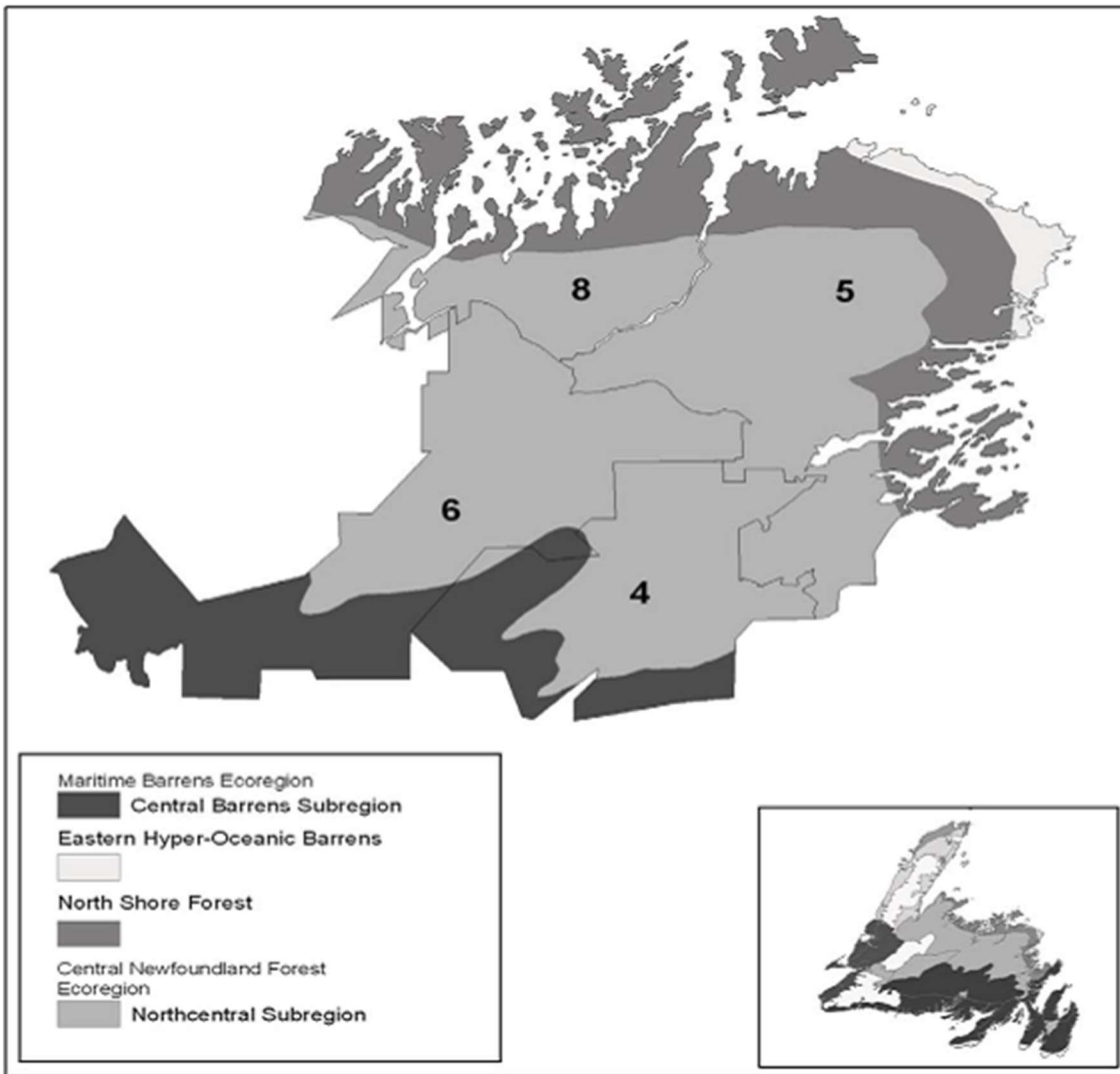 8
5
6
4
Maritime Barrens Ecoregion
Central Barrens Subregion
Eastern Hyper-Oceanic Barrens
North Shore Forest
Central Newfoundland Forest
Ecoregion
Northcentral Subregion